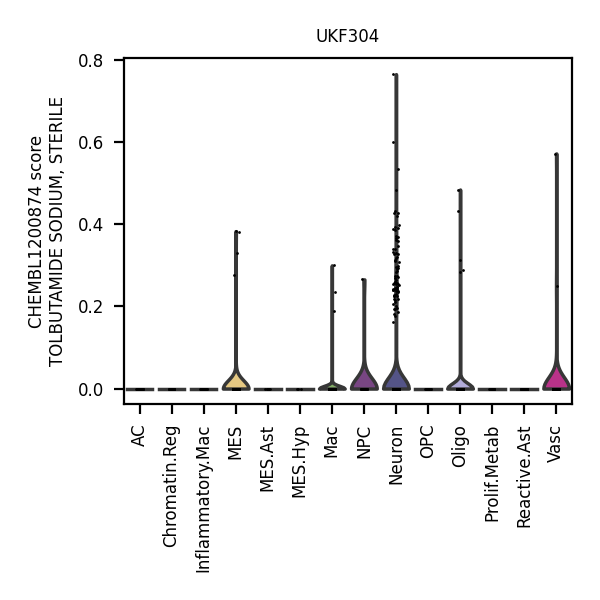 UKF304
CHEMBL1200874 score
TOLBUTAMIDE SODIUM, STERILE
0.8
0.6
0.4
0.2
0.0
AC
Chromatin.Reg
Inflammatory.Mac
MES
MES.Ast
MES.Hyp
Mac
NPC
Neuron
OPC
Oligo
Prolif.Metab
Reactive.Ast
Vasc